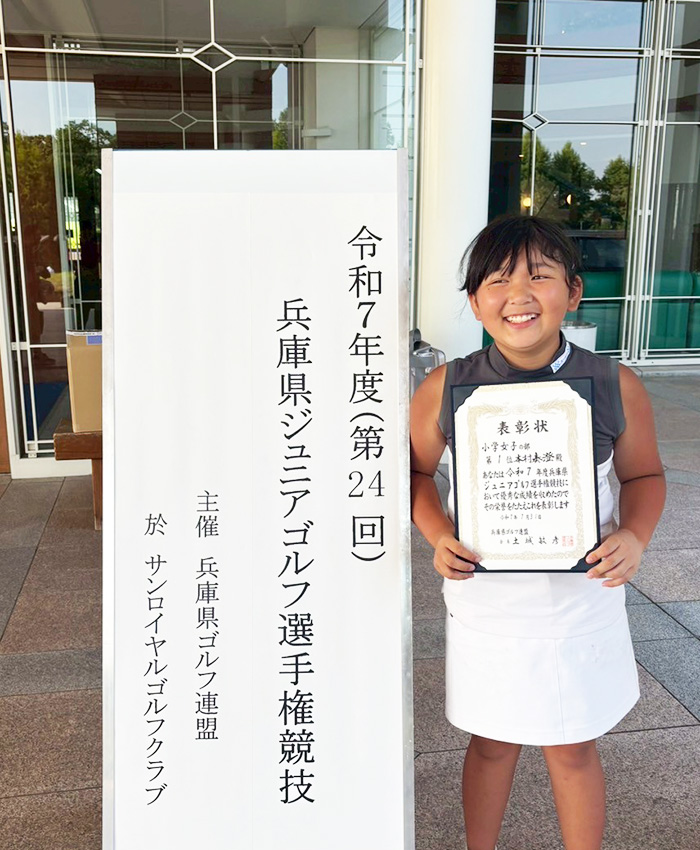 令和7年度(第24回)
兵庫県ジュニアゴルフ選手権競技
主催 兵庫県ゴルフ連盟
於 サンロイヤルゴルフクラブ
表彰状
小学女子の部
第1位 本村 澄殿
あなたは令和7年度兵庫県
ジュニアゴルフ選手権競技に
おいて優秀な成績を収めたので
その栄誉をたたえこれを表彰します
兵庫県ゴルフ連盟